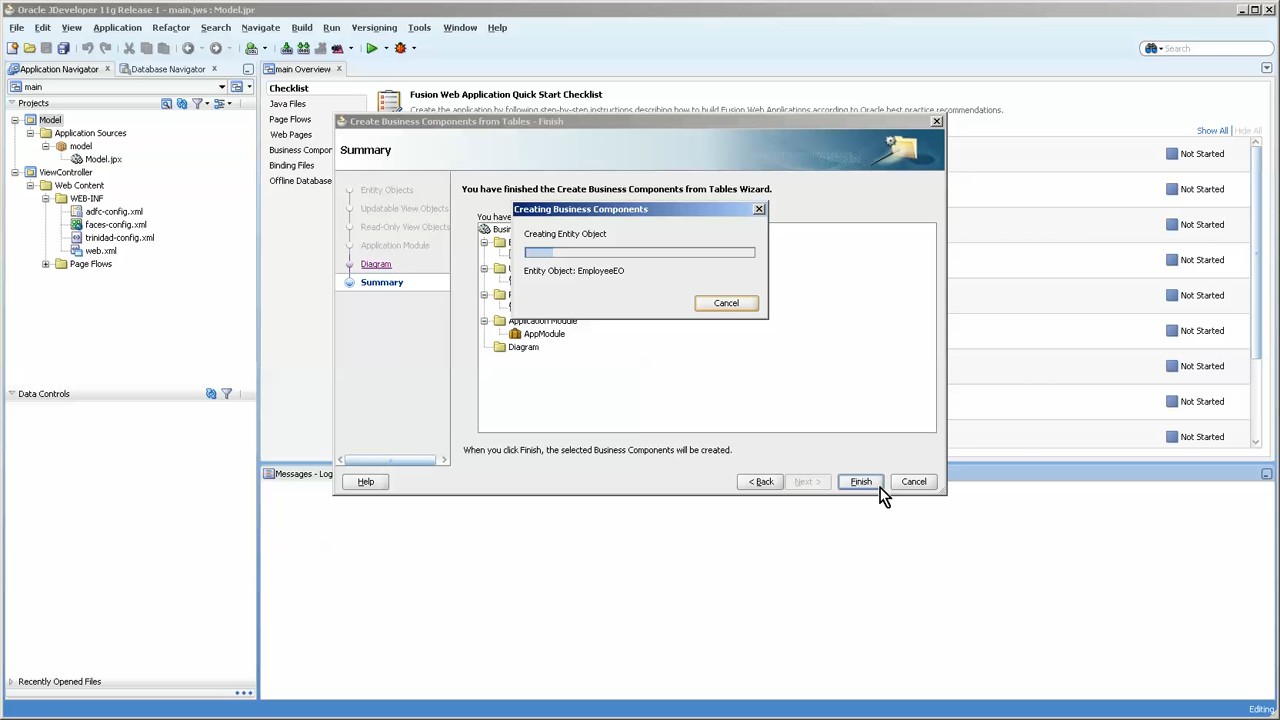 Oracle JDeveloper 11g Release 1 - main.jws : Model.jpr
File Edit View Application Refactor Search Navigate Build Run Versioning Tools Window Help
Search
Application Navigator
Database Navigator
main Overview
main
Projects
Model
Application Sources
model
Model.jpx
ViewController
Web Content
WEB-INF
adfc-config.xml
faces-config.xml
trinidad-config.xml
web.xml
Page Flows
Data Controls
Recently Opened Files
Checklist
Java Files
Page Flows
Web Pages
Business Compor
Binding Files
Offline Database
Fusion Web Application Quick Start Checklist
Create the application by following step-by-step instructions describing how to build Fusion Web Applications according to Oracle best practice recommendations.
Show All Hide All
Not Started
Not Started
Not Started
Not Started
Not Started
Not Started
Not Started
Not Started
Not Started
Create Business Components from Tables - Finish
Summary
Entity Objects
Updatable View Objects
Read-Only View Objects
Application Module
Diagram
Summary
You have finished the Create Business Components from Tables Wizard.
You have
Busin
Application Module
AppModule
Diagram
When you click Finish, the selected Business Components will be created.
Help
< Back
Next >
Finish
Cancel
Creating Business Components
Creating Entity Object
Entity Object: EmployeeEO
Cancel
Messages - Log
Editing